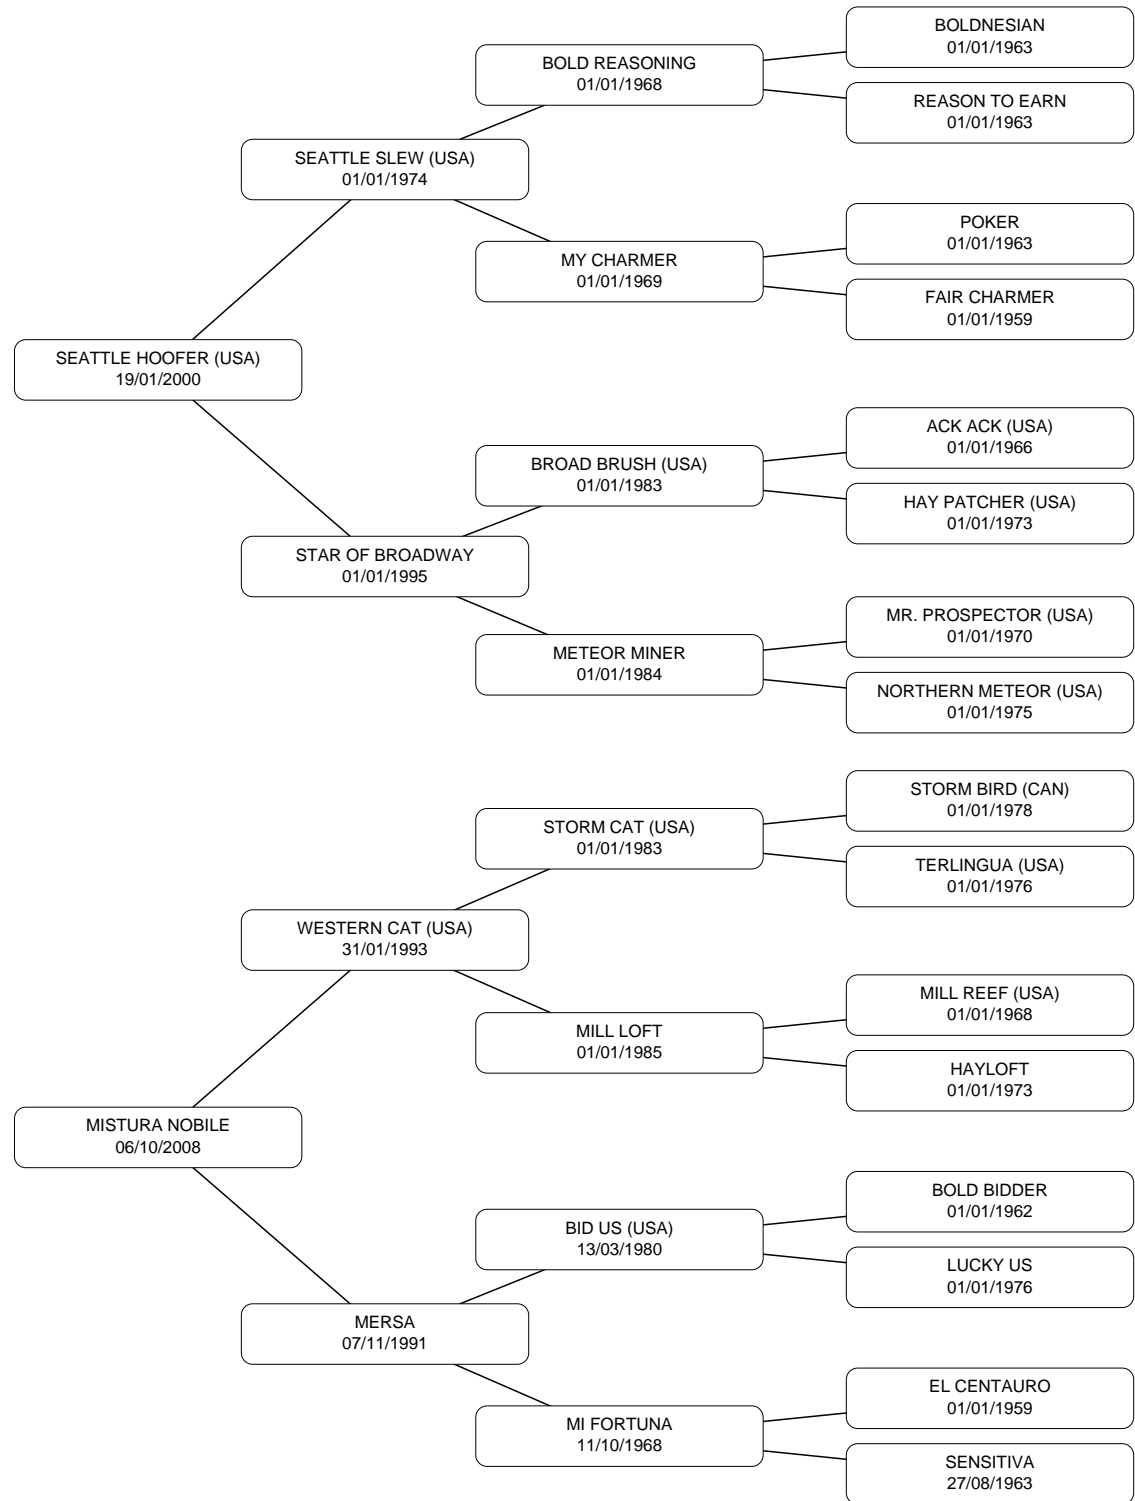 BOLDNESIAN
01/01/1963
BOLD REASONING
01/01/1968
REASON TO EARN
01/01/1963
SEATTLE SLEW (USA)
01/01/1974
POKER
01/01/1963
MY CHARMER
01/01/1969
FAIR CHARMER
01/01/1959
SEATTLE HOOFER (USA)
19/01/2000
ACK ACK (USA)
01/01/1966
BROAD BRUSH (USA)
01/01/1983
HAY PATCHER (USA)
01/01/1973
STAR OF BROADWAY
01/01/1995
MR. PROSPECTOR (USA)
01/01/1970
METEOR MINER
01/01/1984
NORTHERN METEOR (USA)
01/01/1975
STORM BIRD (CAN)
01/01/1978
STORM CAT (USA)
01/01/1983
TERLINGUA (USA)
01/01/1976
WESTERN CAT (USA)
31/01/1993
MILL REEF (USA)
01/01/1968
MILL LOFT
01/01/1985
HAYLOFT
01/01/1973
MISTURA NOBILE
06/10/2008
BOLD BIDDER
01/01/1962
BID US (USA)
13/03/1980
LUCKY US
01/01/1976
MERSA
07/11/1991
EL CENTAURO
01/01/1959
MI FORTUNA
11/10/1968
SENSITIVA
27/08/1963